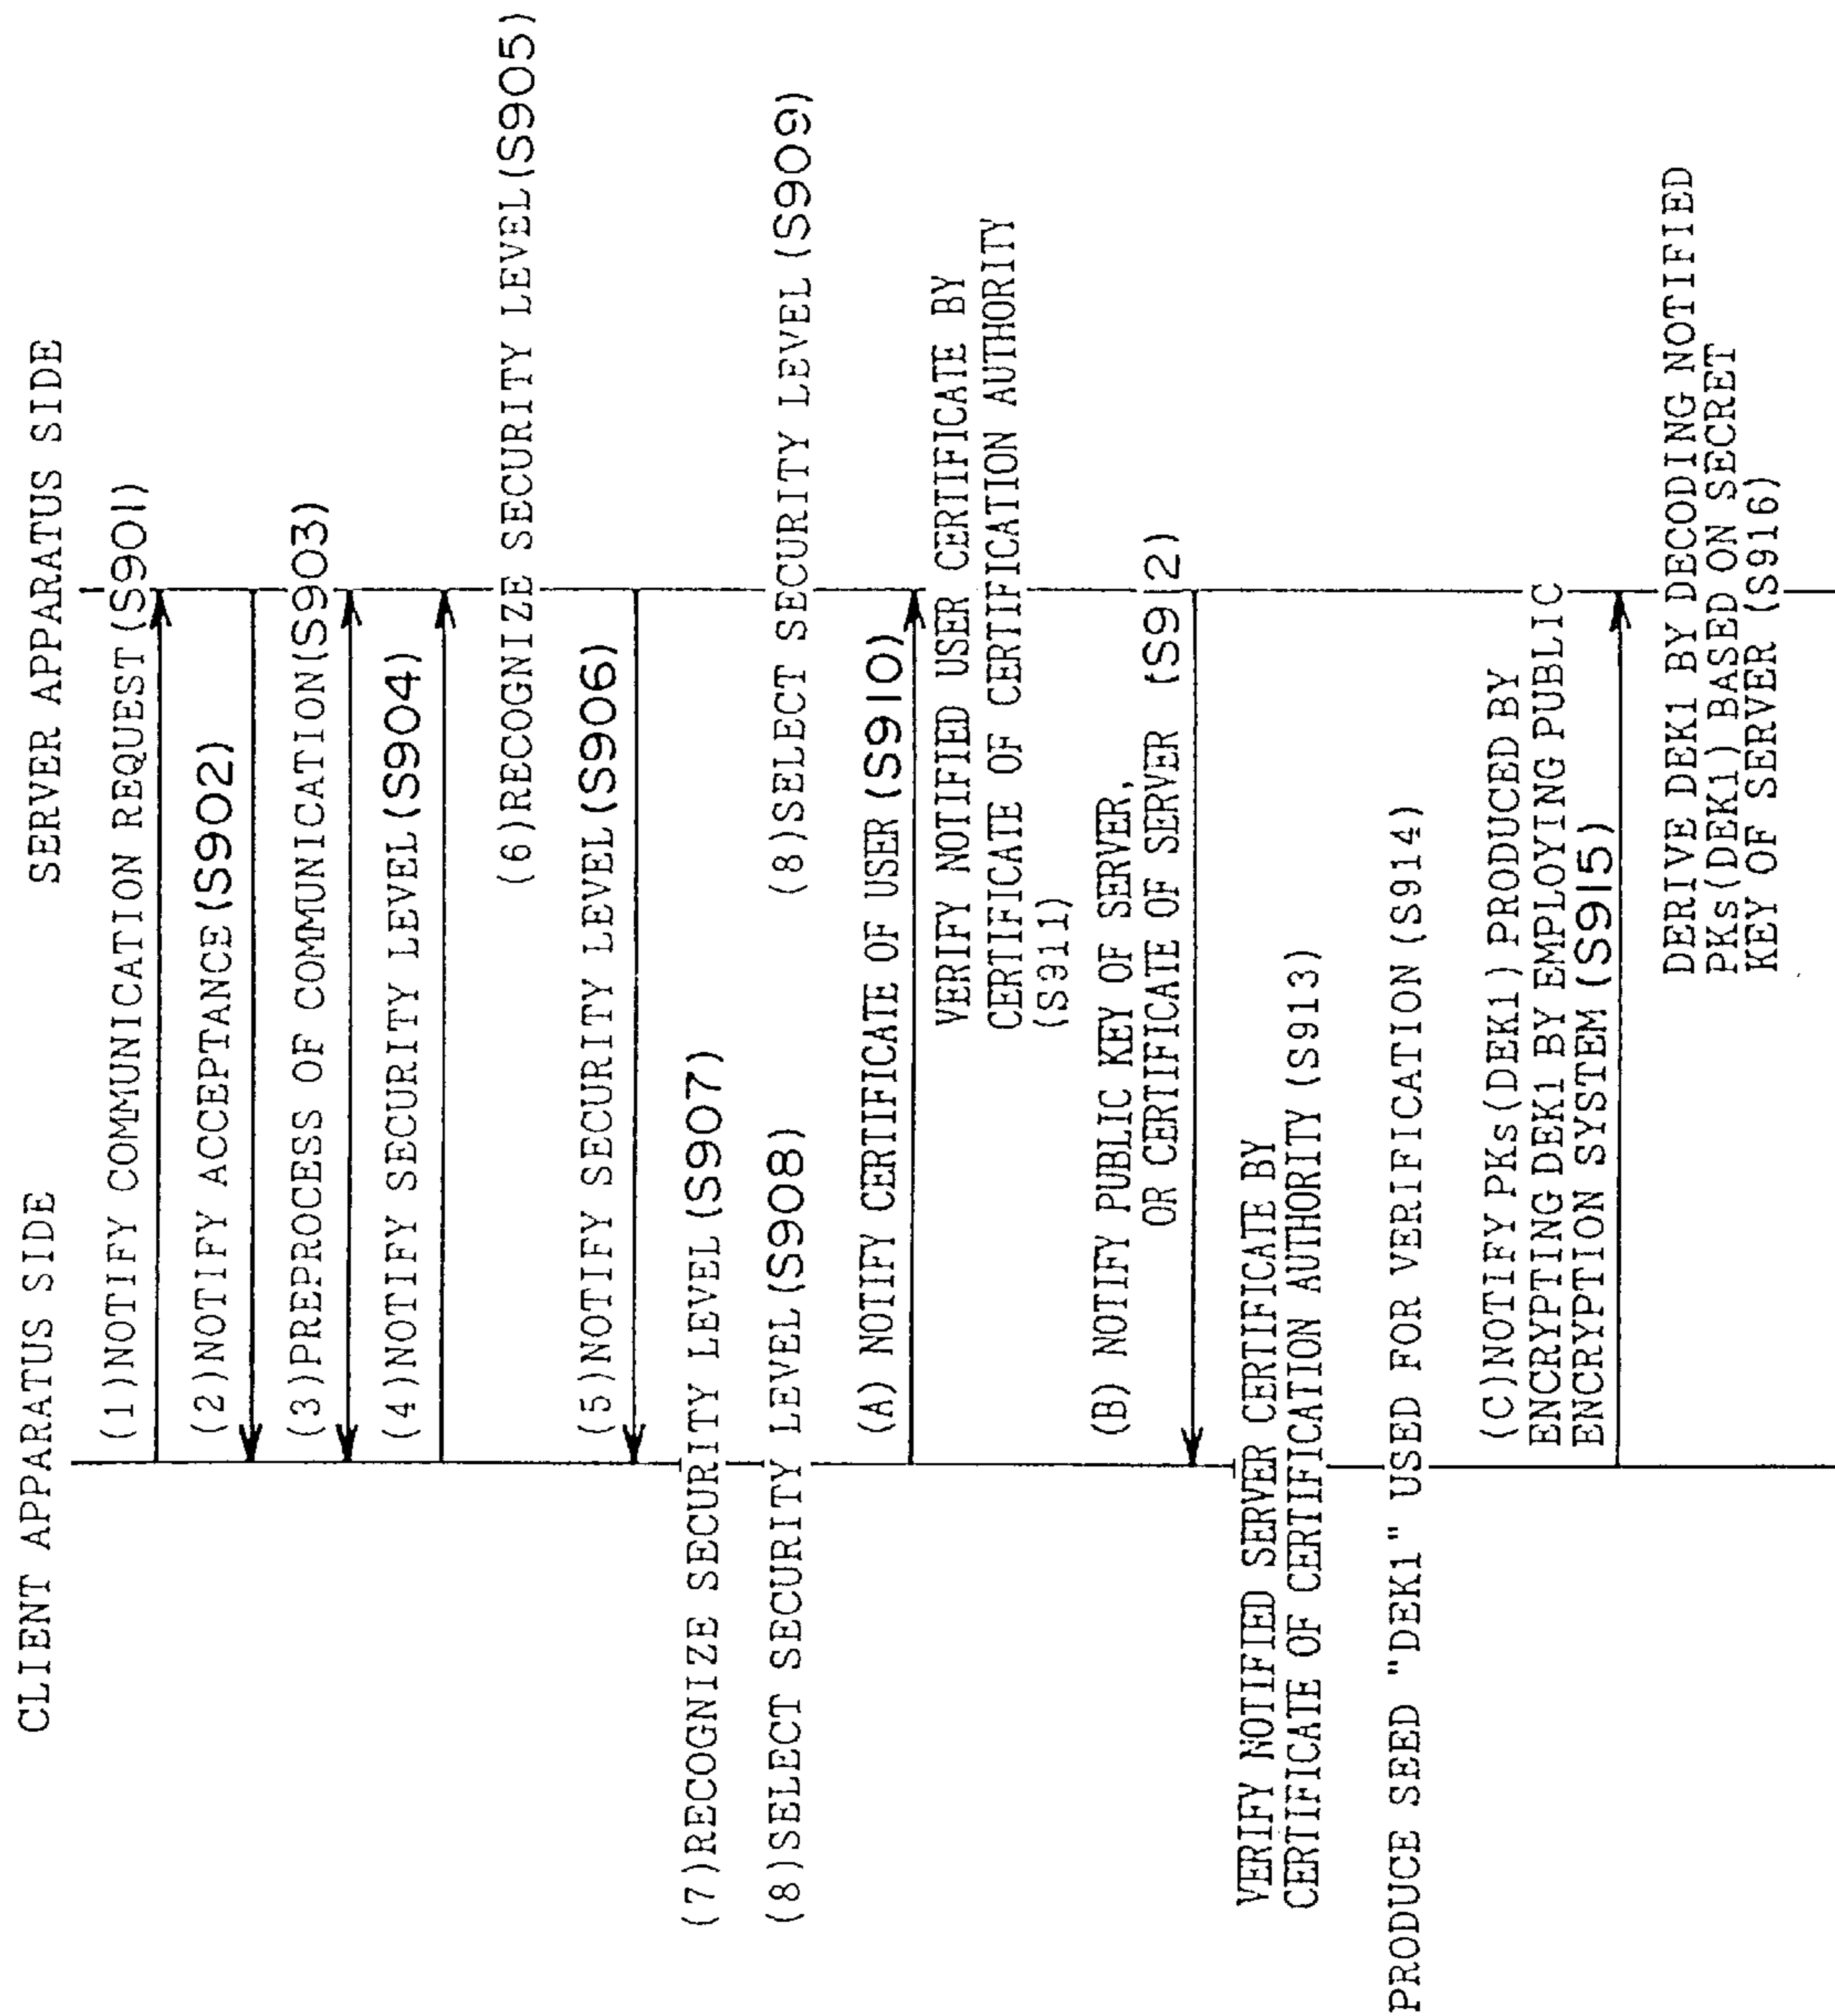 CLIENT APPARATUS SIDE
SERVER APPARATUS SIDE
(1)NOTIFY COMMUNICATION REQUEST(S901)
(2)NOTIFY ACCEPTANCE(S902)
(3)PREPROCESS OF COMMUNICATION(S903)
(4)NOTIFY SECURITY LEVEL(S904)
(6)RECOGNIZE SECURITY LEVEL(S905)
(5)NOTIFY SECURITY LEVEL(S906)
(7)RECOGNIZE SECURITY LEVEL(S907)
(8)SELECT SECURITY LEVEL(S908)
(8)SELECT SECURITY LEVEL(S909)
(A) NOTIFY CERTIFICATE OF USER(S910)
VERIFY NOTIFIED USER CERTIFICATE BY
CERTIFICATE OF CERTIFICATION AUTHORITY
(S911)
(B) NOTIFY PUBLIC KEY OF SERVER,
OR CERTIFICATE OF SERVER (S912)
VERIFY NOTIFIED SERVER CERTIFICATE BY
CERTIFICATE OF CERTIFICATION AUTHORITY (S913)
PRODUCE SEED "DEK1" USED FOR VERIFICATION (S914)
(C)NOTIFY PKs(DEK1) PRODUCED BY
ENCRYPTING DEK1 BY EMPLOYING PUBLIC
ENCRYPTION SYSTEM (S915)
DERIVE DEK1 BY DECODING NOTIFIED
PKs(DEK1) BASED ON SECRET
KEY OF SERVER (S916)